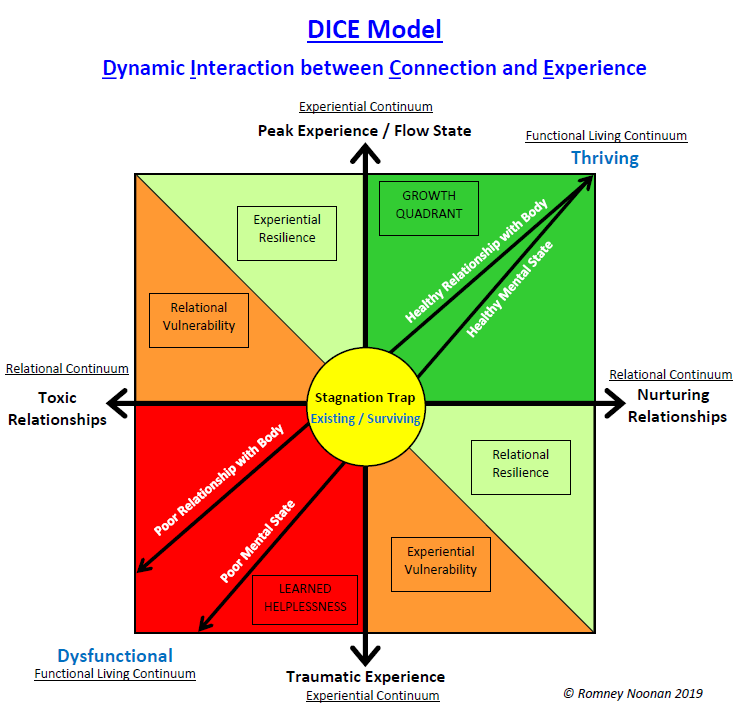 DICE Model
Dynamic Interaction between Connection and Experience
Experiential Continuum
Peak Experience / Flow State
Functional Living Continuum
Thriving
GROWTH
QUADRANT
Experiential
Resilience
Healthy Relationship with Body
Healthy Mental State
Relational
Vulnerability
Relational Continuum
Toxic
Relationships
Stagnation Trap
Existing / Surviving
Relational Continuum
Nurturing
Relationships
Poor Relationship with Body
Poor Mental State
Relational
Resilience
Experiential
Vulnerability
LEARNED
HELPLESSNESS
Dysfunctional
Functional Living Continuum
Traumatic Experience
Experiential Continuum
© Romney Noonan 2019